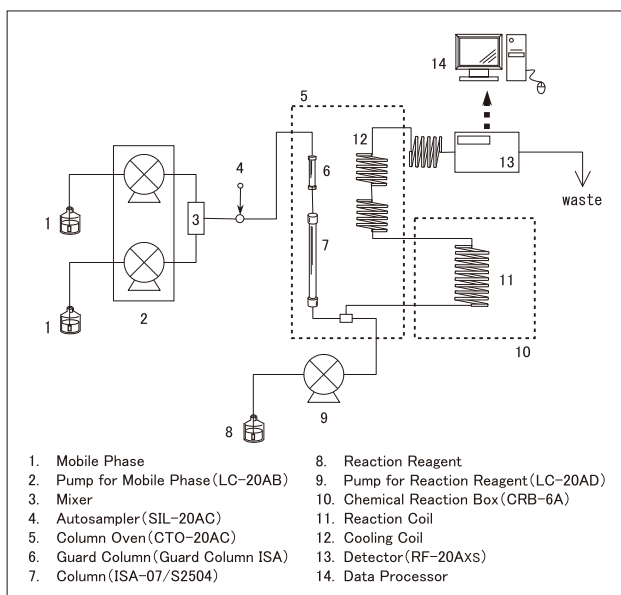 14
5
12
4
6
13
waste
1
3
7
11
1
2
10
8
9
1. Mobile Phase
2. Pump for Mobile Phase(LC-20AB)
3. Mixer
4. Autosampler(SIL-20AC)
5. Column Oven(CTO-20AC)
6. Guard Column(Guard Column ISA)
7. Column(ISA-07/S2504)
8. Reaction Reagent
9. Pump for Reaction Reagent(LC-20AD)
10. Chemical Reaction Box(CRB-6A)
11. Reaction Coil
12. Cooling Coil
13. Detector(RF-20AXS)
14. Data Processor